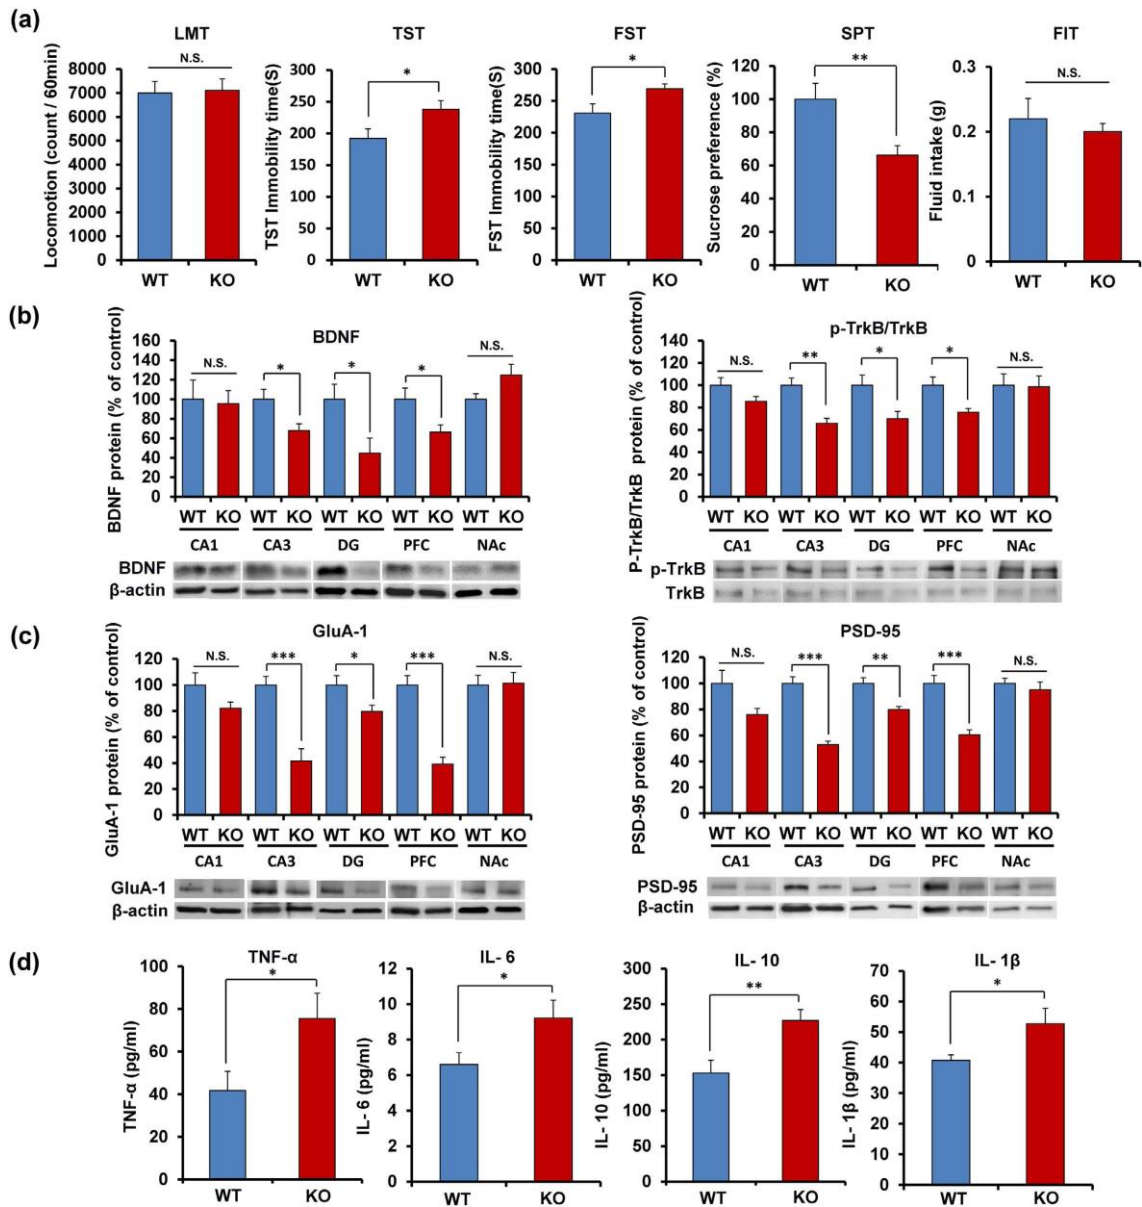 (a)
LMT
TST
FST
SPT
FIT
Locomotion (count / 60min)
8000
7000
6000
5000
4000
3000
2000
1000
0
N.S.
WT KO
TST Immobility time(S)
300
250
200
150
100
50
0
*
WT KO
FST Immobility time(S)
300
250
200
150
100
50
0
*
WT KO
Sucrose preference (%)
120
100
80
60
40
20
0
**
WT KO
Fluid intake (g)
0.3
0.2
0.1
0
N.S.
WT KO
(b)
BDNF
BDNF protein (% of control)
160
140
120
100
80
60
40
20
0
N.S. * * * N.S.
WT KO WT KO WT KO WT KO WT KO
CA1 CA3 DG PFC NAc
BDNF
β-actin
p-TrkB/TrkB
P-TrkB/TrkB protein (% of control)
140
120
100
80
60
40
20
0
N.S. ** * * N.S.
WT KO WT KO WT KO WT KO WT KO
CA1 CA3 DG PFC NAc
p-TrkB
TrkB
(c)
GluA-1
GluA-1 protein (% of control)
120
100
80
60
40
20
0
N.S. *** * *** N.S.
WT KO WT KO WT KO WT KO WT KO
CA1 CA3 DG PFC NAc
GluA-1
β-actin
PSD-95
PSD-95 protein (% of control)
120
100
80
60
40
20
0
N.S. *** ** *** N.S.
WT KO WT KO WT KO WT KO WT KO
CA1 CA3 DG PFC NAc
PSD-95
β-actin
(d)
TNF-α
TNF-α (pg/ml)
100
80
60
40
20
0
*
WT KO
IL- 6
IL- 6 (pg/ml)
12
10
8
6
4
2
0
*
WT KO
IL- 10
IL- 10 (pg/ml)
300
250
200
150
100
50
0
**
WT KO
IL- 1β
IL- 1β (pg/ml)
70
60
50
40
30
20
10
0
*
WT KO